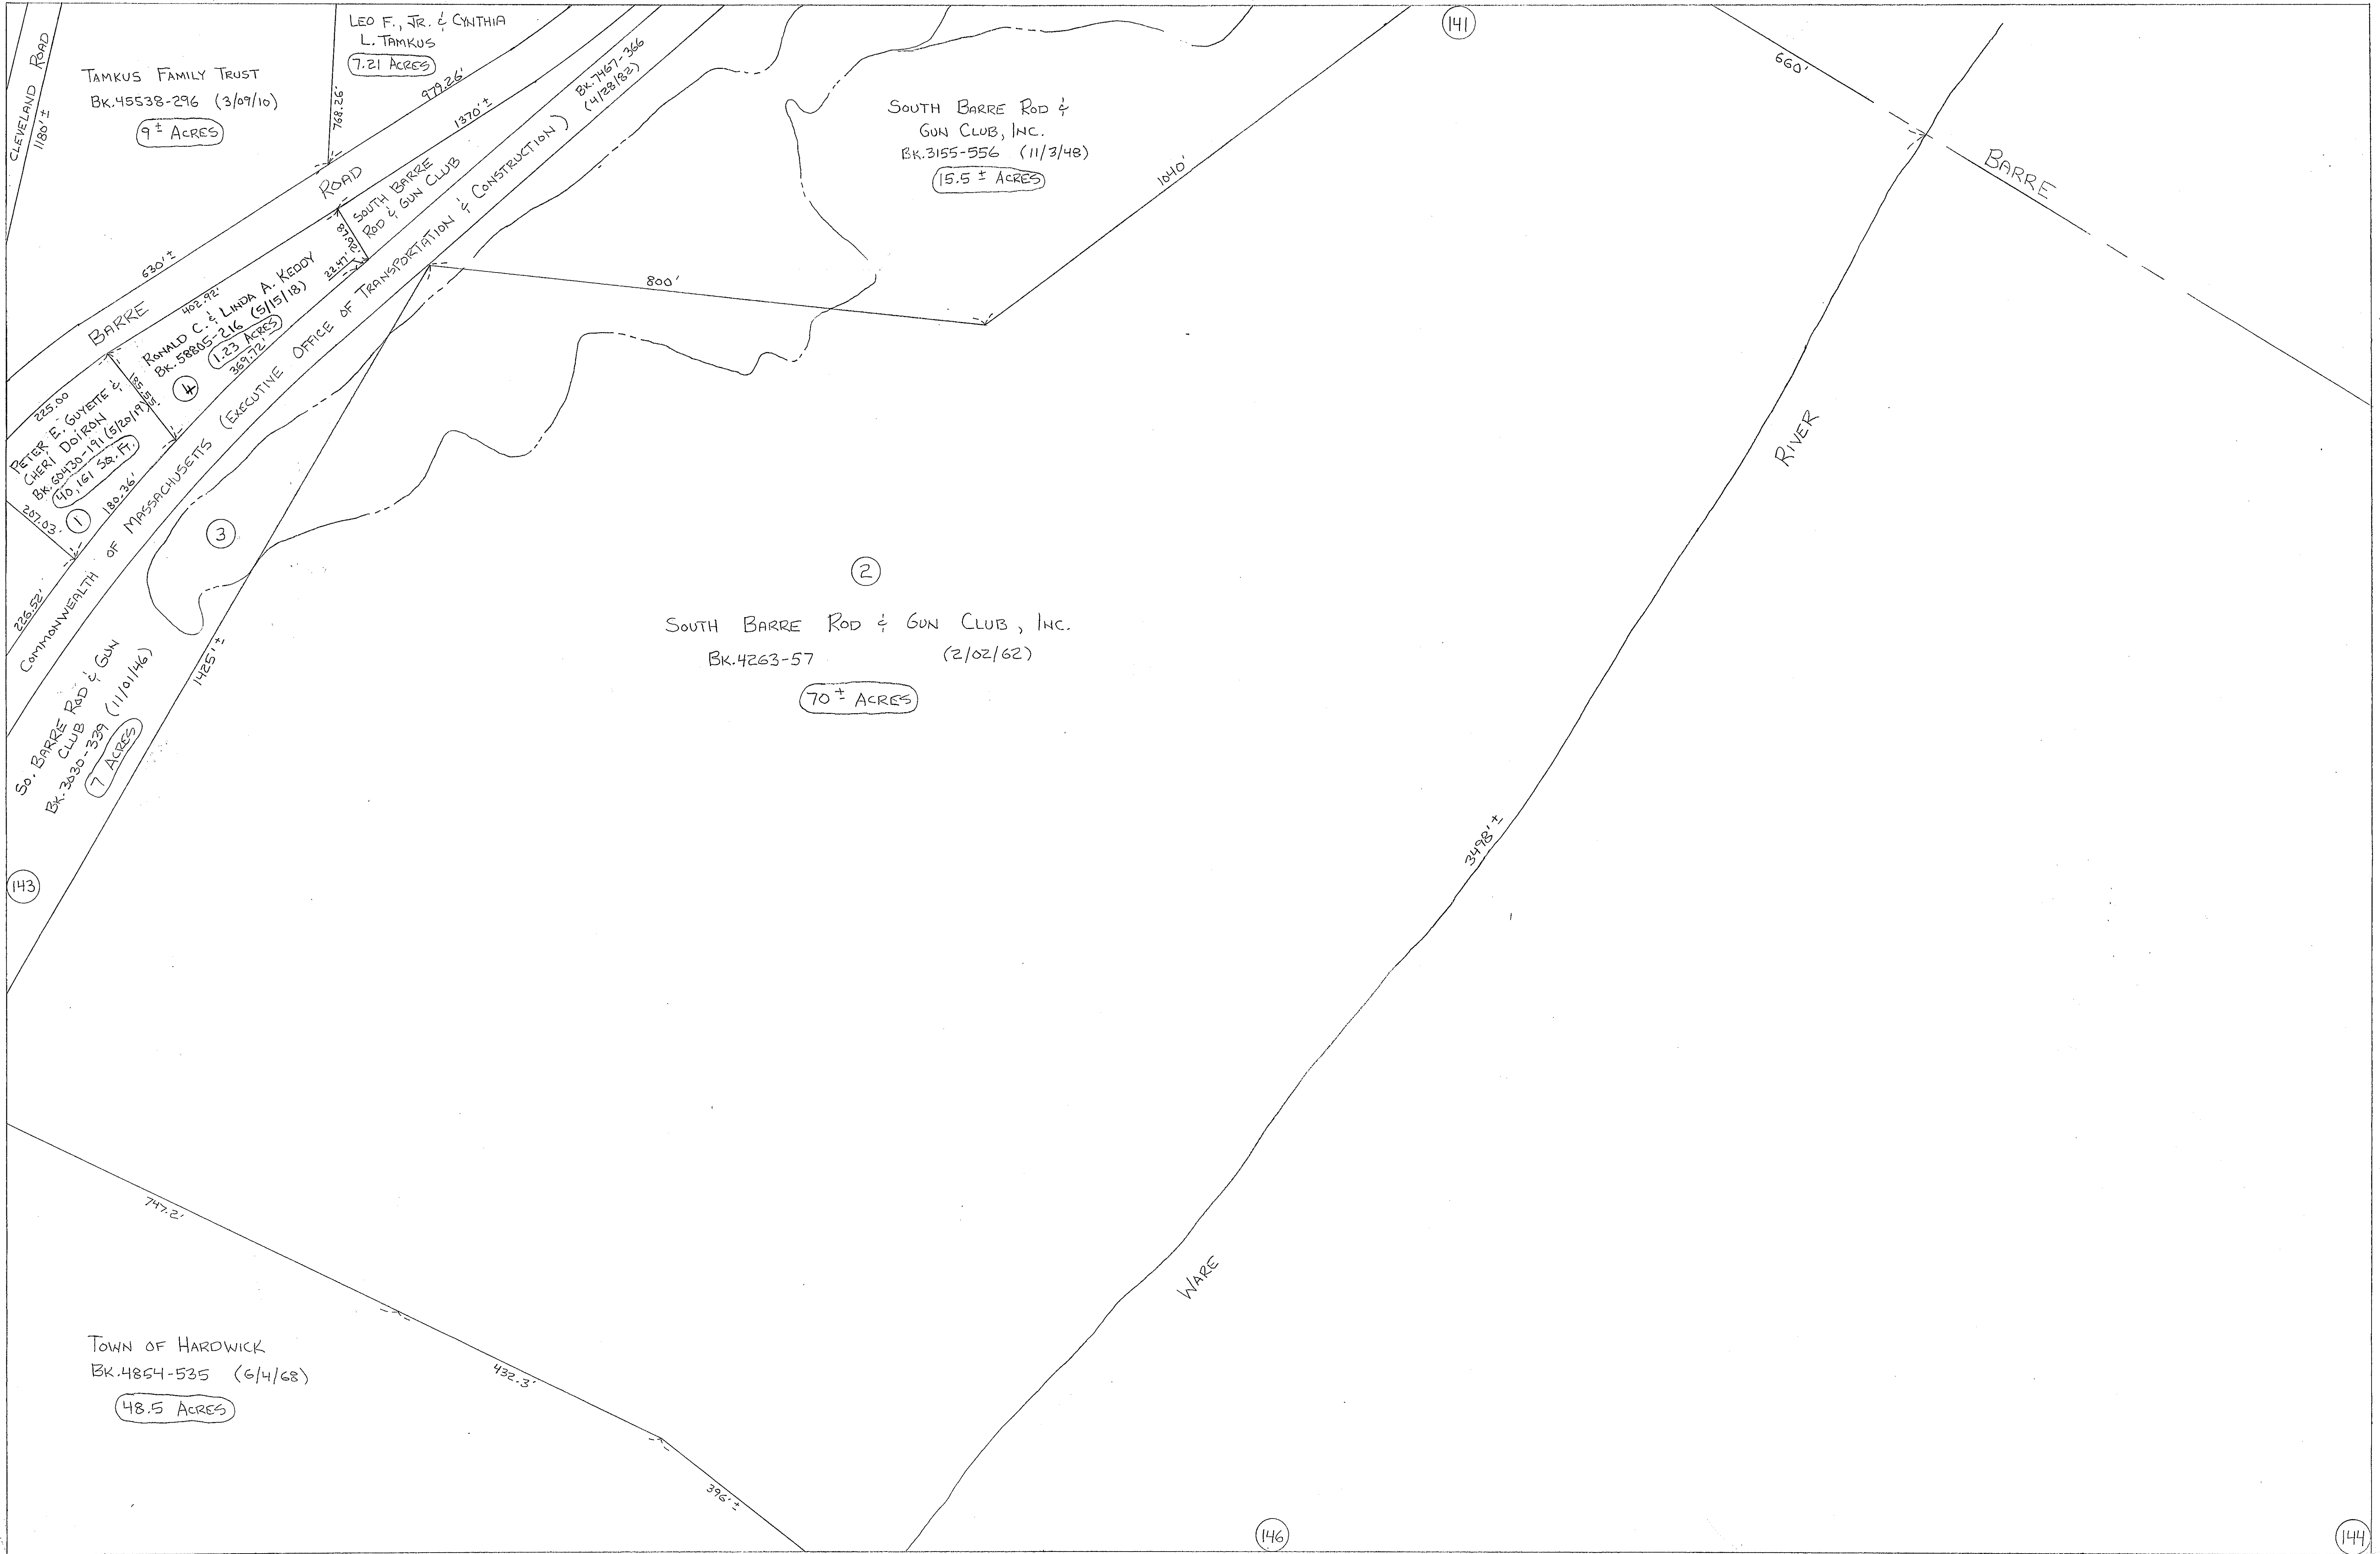 CLEVELAND ROAD
1180'±
TAMKUS FAMILY TRUST
BK.45538-296 (3/09/10)
9± ACRES
LEO F., JR. & CYNTHIA
L. TAMKUS
7.21 ACRES
768.26'
979.26'
1370'±
BK.7467-366
(4/28/82)
SOUTH BARRE ROD &
GUN CLUB, INC.
BK.3155-556 (11/3/48)
15.5 ± ACRES
1040'
141
660'
BARRE
BARRE ROAD
630'±
SOUTH BARRE
ROD & GUN CLUB
87.92'
22.47'
402.92'
RONALD C. & LINDA A. KEDDY
BK.58805-216 (5/15/18)
1.23 ACRES
369.72'
4
185.55'
225.00
PETER E. GUYETTE &
CHERI DOIRON
BK.60430-191 (5/20/19)
40,161 SQ. FT.
207.03'
1
180.36'
226.52'
COMMONWEALTH OF MASSACHUSETTS (EXECUTIVE OFFICE OF TRANSPORTATION & CONSTRUCTION)
800'
RIVER
3
2
SOUTH BARRE ROD & GUN CLUB, INC.
BK.4263-57 (2/02/62)
70± ACRES
1425'±
SO. BARRE ROD & GUN
CLUB
BK.3030-339 (11/01/46)
7 ACRES
143
3498'±
747.2'
WARE
TOWN OF HARDWICK
BK.4854-535 (6/4/68)
48.5 ACRES
432.3'
396'±
146
144